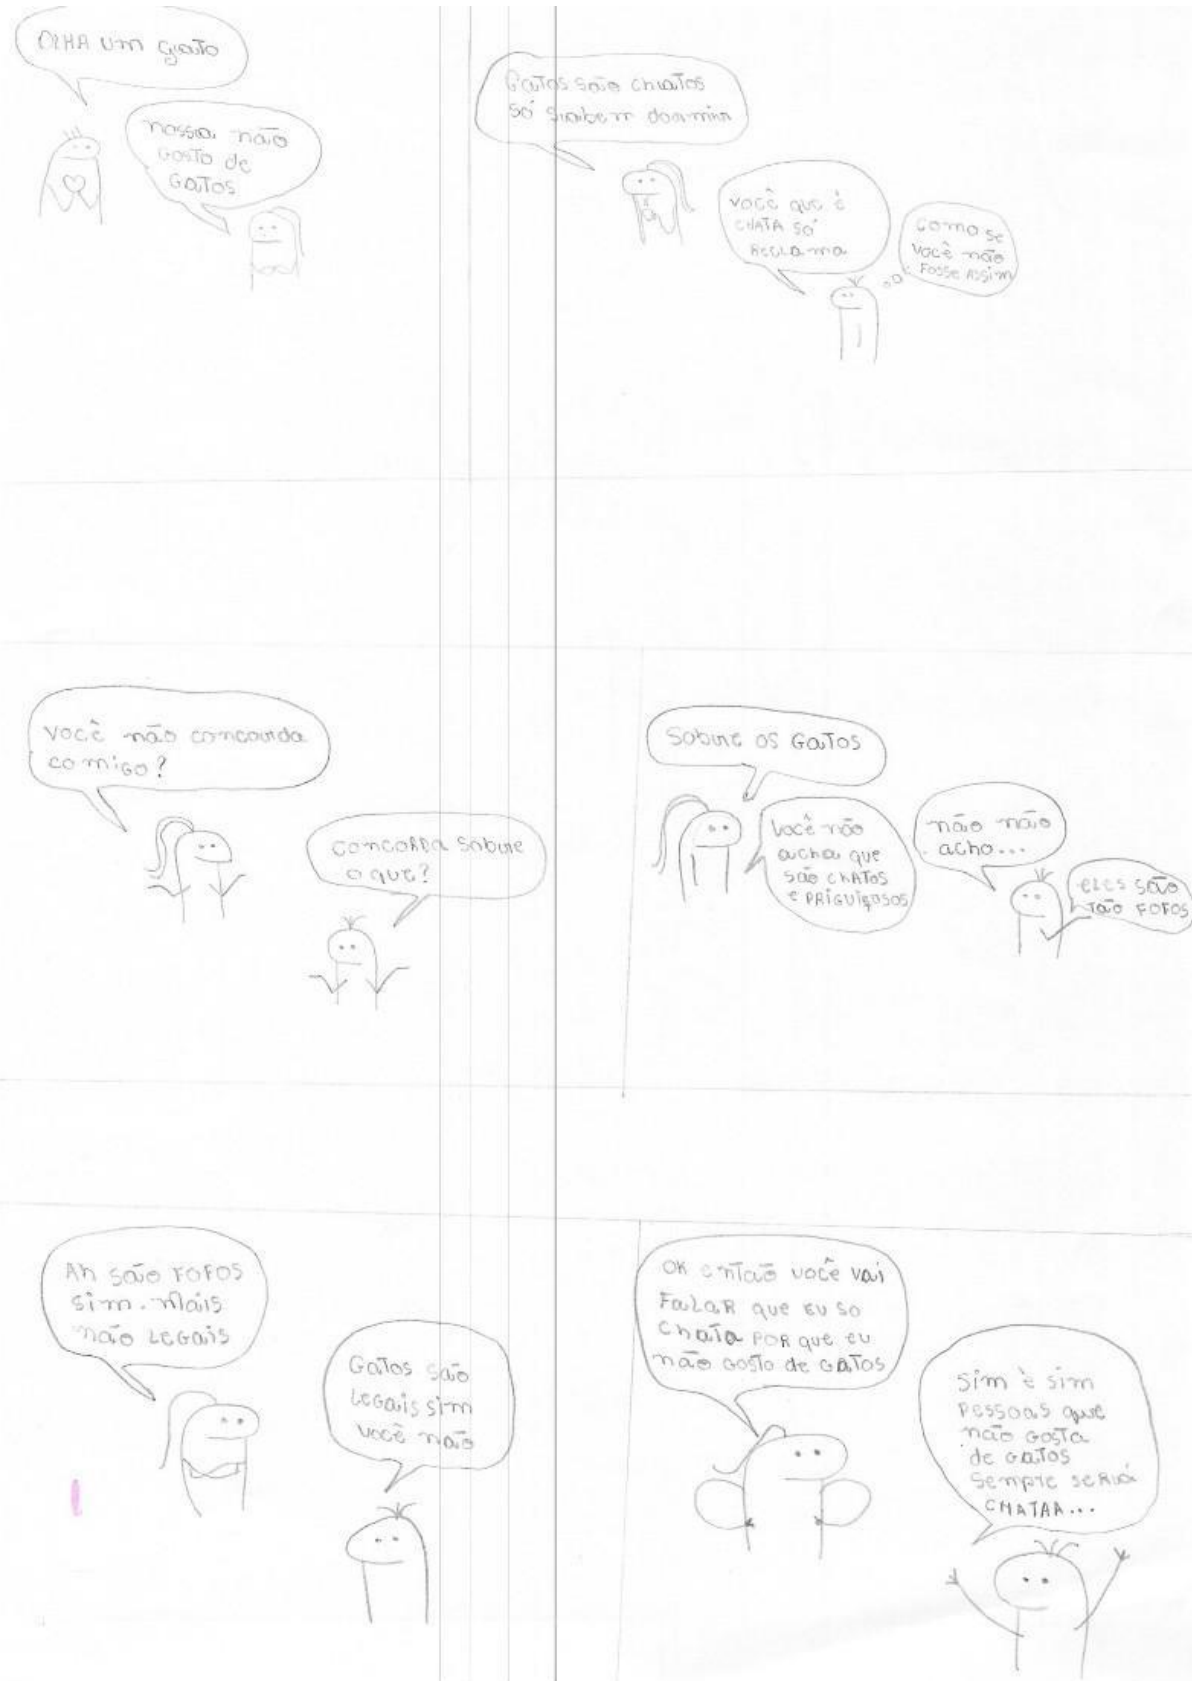 OLHA um gato
nossa não
GOSTO de
GATOS
Gatos são chatos
só sabem dormir
você que é
CHATA SÓ
RECLAMA
como se
você não
FOSSE ASSIM
você não concorda
comigo?
CONCORDA sobre
o que?
Sobre os GATOS
Você não
acha que
são CHATOS
e PRIGUIÇOSOS
não não
acho...
ELES SÃO
TÃO FOFOS
Ah são FOFOS
sim. mais
não LEGAIS
Gatos são
LEGAIS sim
você não
OK então você vai
FALAR que EU SO
CHATA POR QUE EU
não GOSTO de GATOS
sim é sim
PESSOAS que
não GOSTA
de GATOS
sempre SERÁ
CHATAA...